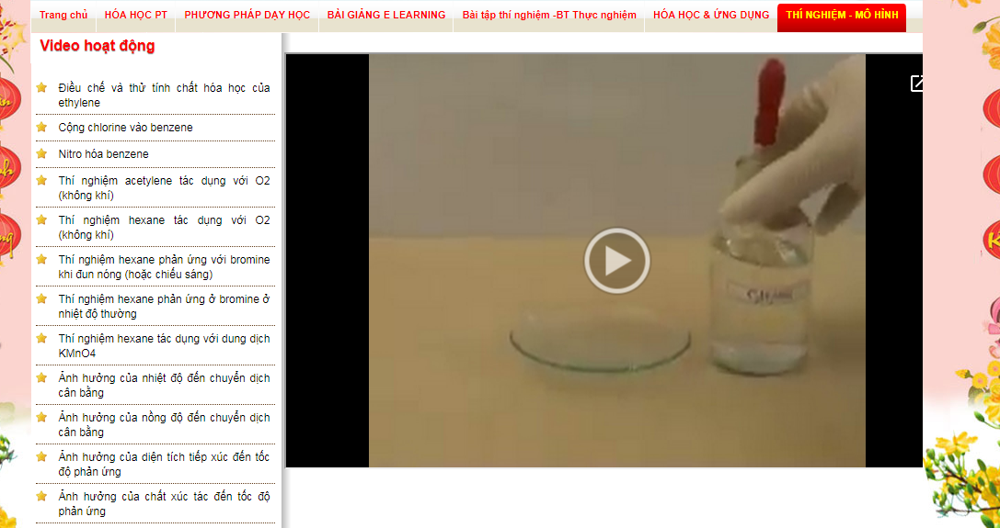 Trang chủ HÓA HỌC PT PHƯƠNG PHÁP DẠY HỌC BÀI GIẢNG E LEARNING Bài tập thí nghiệm -BT Thực nghiệm HÓA HỌC & ỨNG DỤNG THÍ NGHIỆM - MÔ HÌNH
Video hoạt động
Điều chế và thử tính chất hóa học của
ethylene
Cộng chlorine vào benzene
Nitro hóa benzene
Thí nghiệm acetylene tác dụng với O2
(không khí)
Thí nghiệm hexane tác dụng với O2
(không khí)
Thí nghiệm hexane phản ứng với bromine
khi đun nóng (hoặc chiếu sáng)
Thí nghiệm hexane phản ứng ở bromine ở
nhiệt độ thường
Thí nghiệm hexane tác dụng với dung dịch
KMnO4
Ảnh hưởng của nhiệt độ đến chuyển dịch
cân bằng
Ảnh hưởng của nồng độ đến chuyển dịch
cân bằng
Ảnh hưởng của diện tích tiếp xúc đến tốc
độ phản ứng
Ảnh hưởng của chất xúc tác đến tốc độ
phản ứng